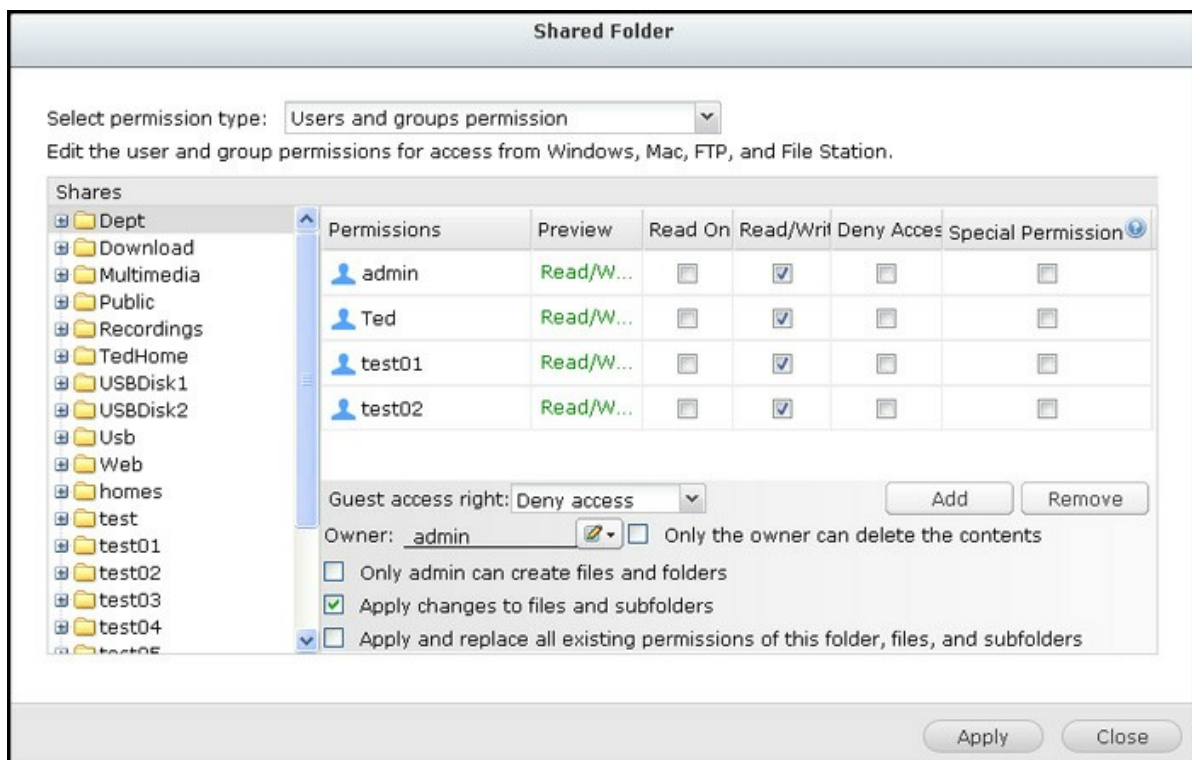 Shared Folder
Select permission type: Users and groups permission
Edit the user and group permissions for access from Windows, Mac, FTP, and File Station.
Shares
Dept
Download
Multimedia
Public
Recordings
TedHome
USBDisk1
USBDisk2
Usb
Web
homes
test
test01
test02
test03
test04
test05
Permissions Preview Read On Read/Writ Deny Acces Special Permission
admin Read/W...
Ted Read/W...
test01 Read/W...
test02 Read/W...
Guest access right: Deny access Add Remove
Owner: admin Only the owner can delete the contents
Only admin can create files and folders
Apply changes to files and subfolders
Apply and replace all existing permissions of this folder, files, and subfolders
Apply Close